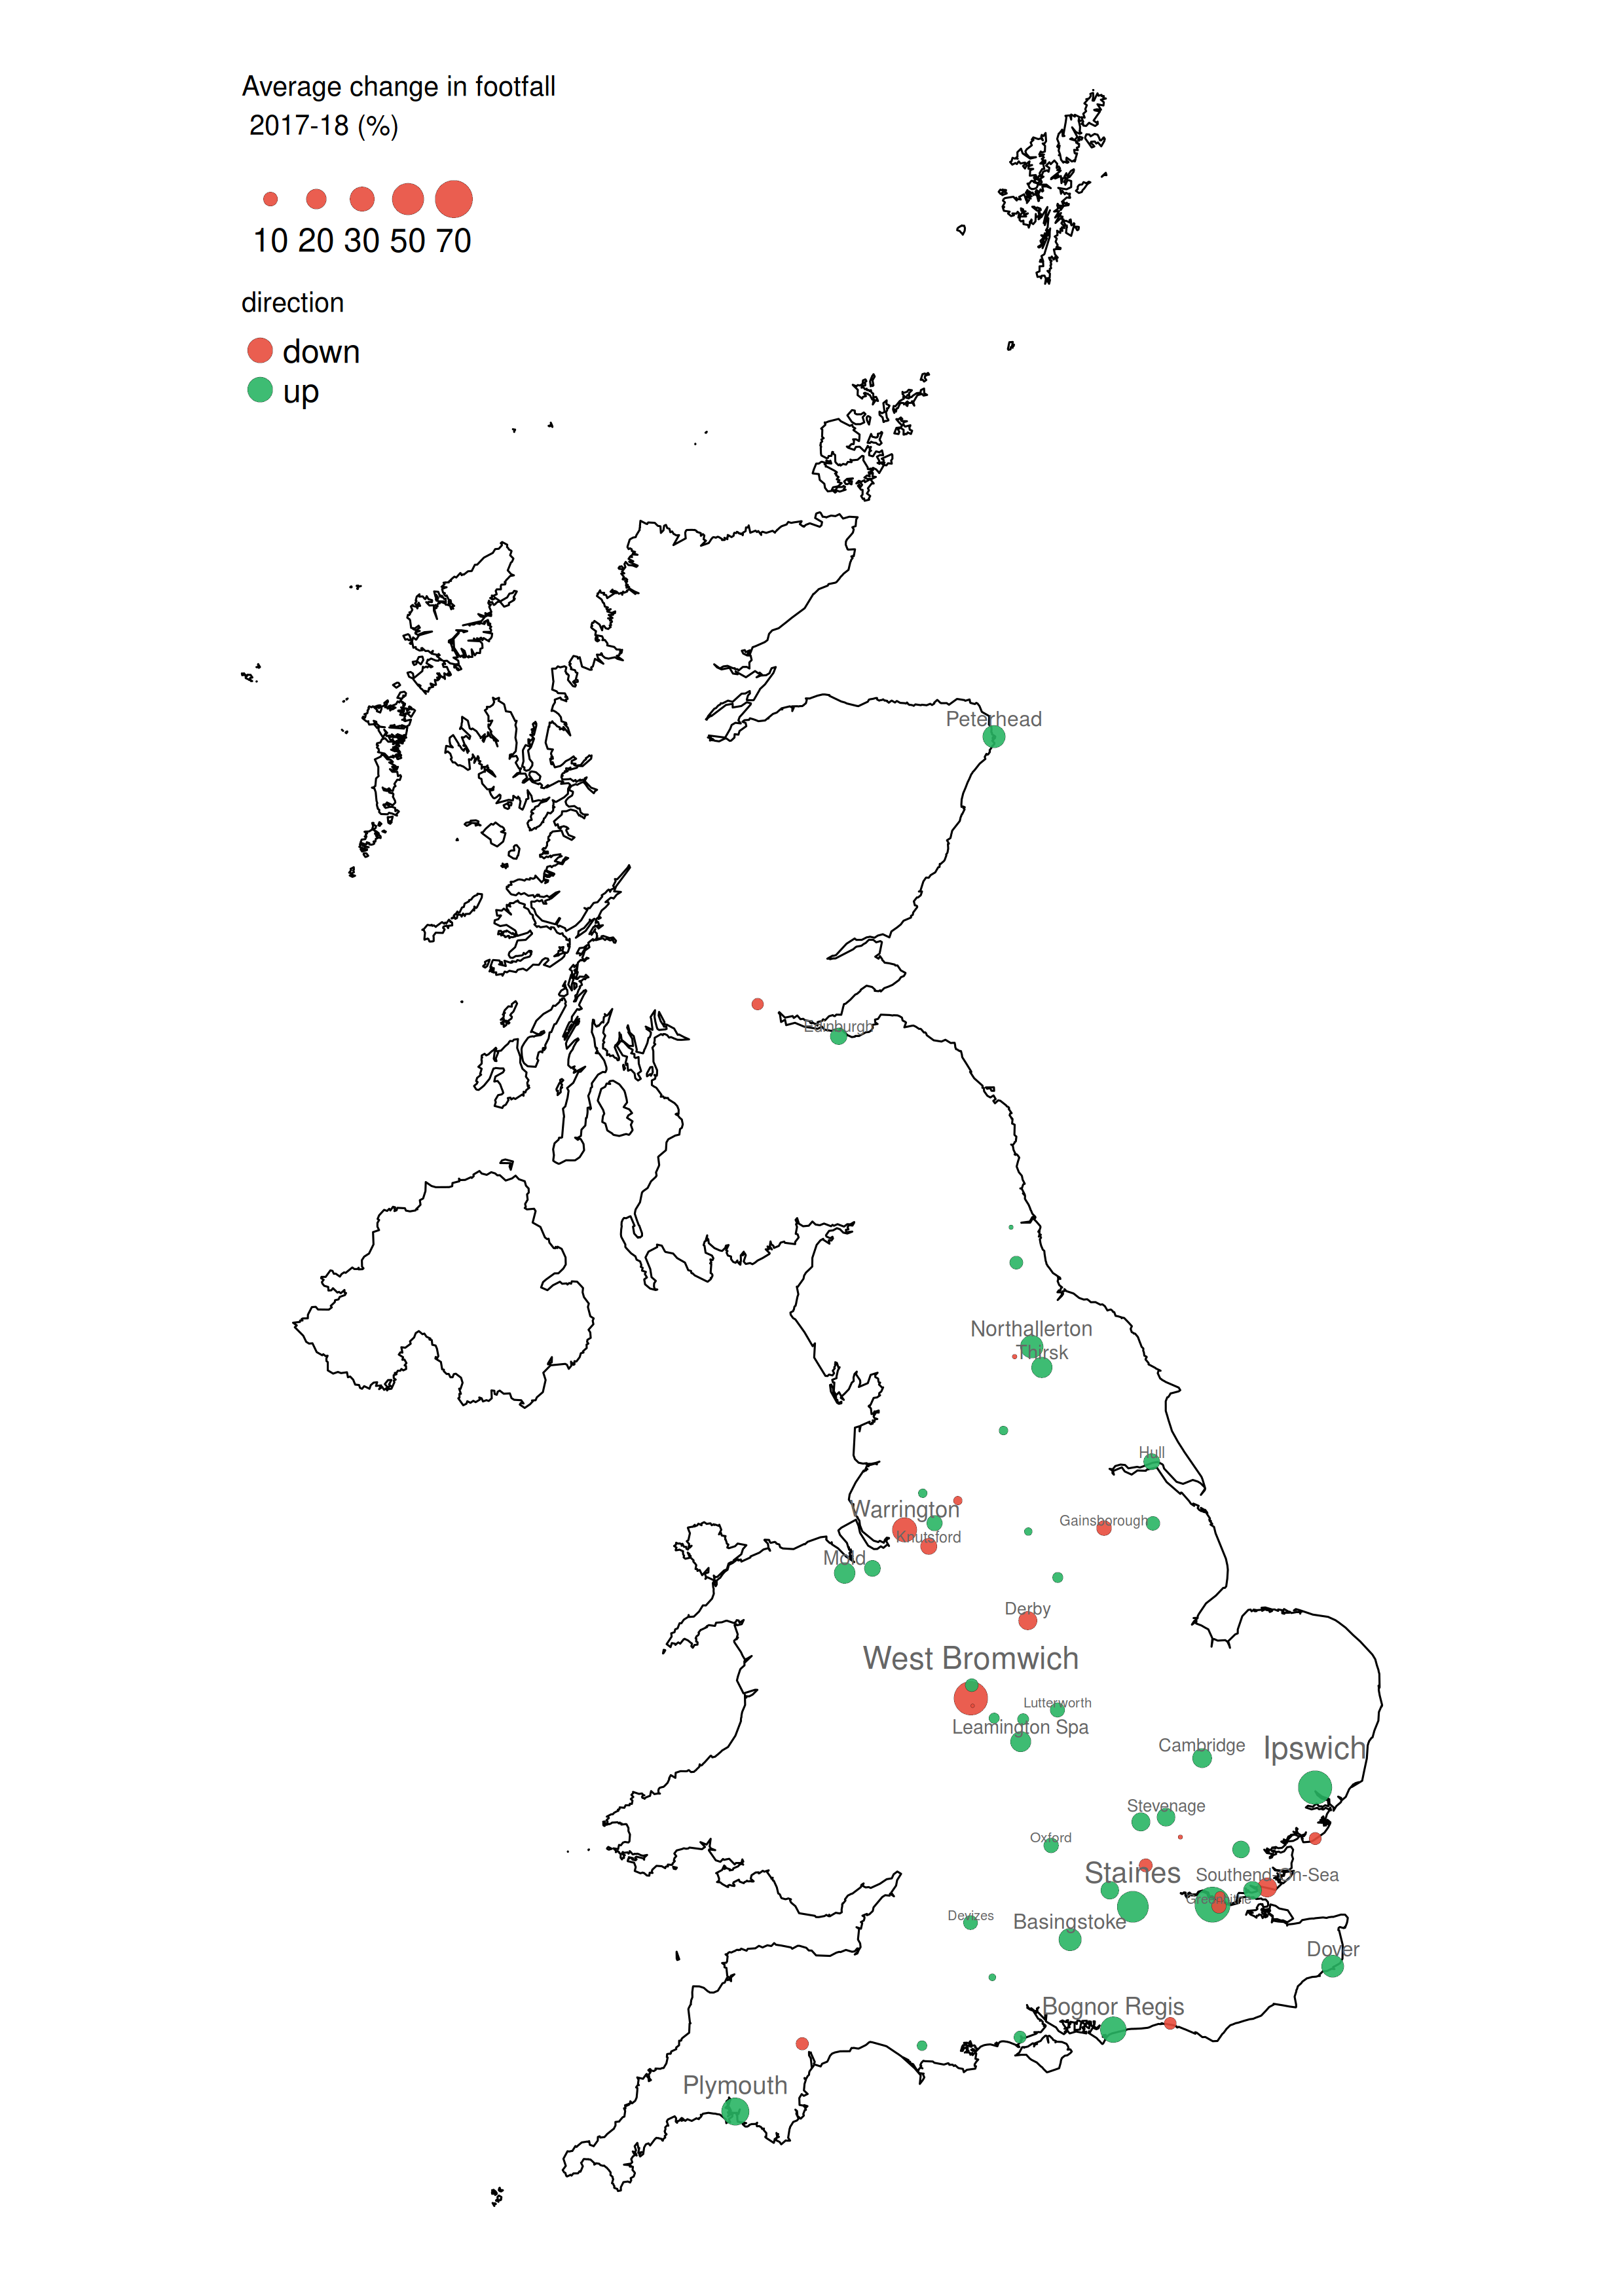 Average change in footfall
2017-18 (%)
10 20 30 50 70
direction
down
up
Peterhead
Edinburgh
Northallerton
Thirsk
Hull
Warrington
Gainsborough
Knutsford
Mold
Derby
West Bromwich
Lutterworth
Leamington Spa
Cambridge
Ipswich
Stevenage
Oxford
Staines
Southend-On-Sea
Greenhithe
Devizes
Basingstoke
Dover
Bognor Regis
Plymouth